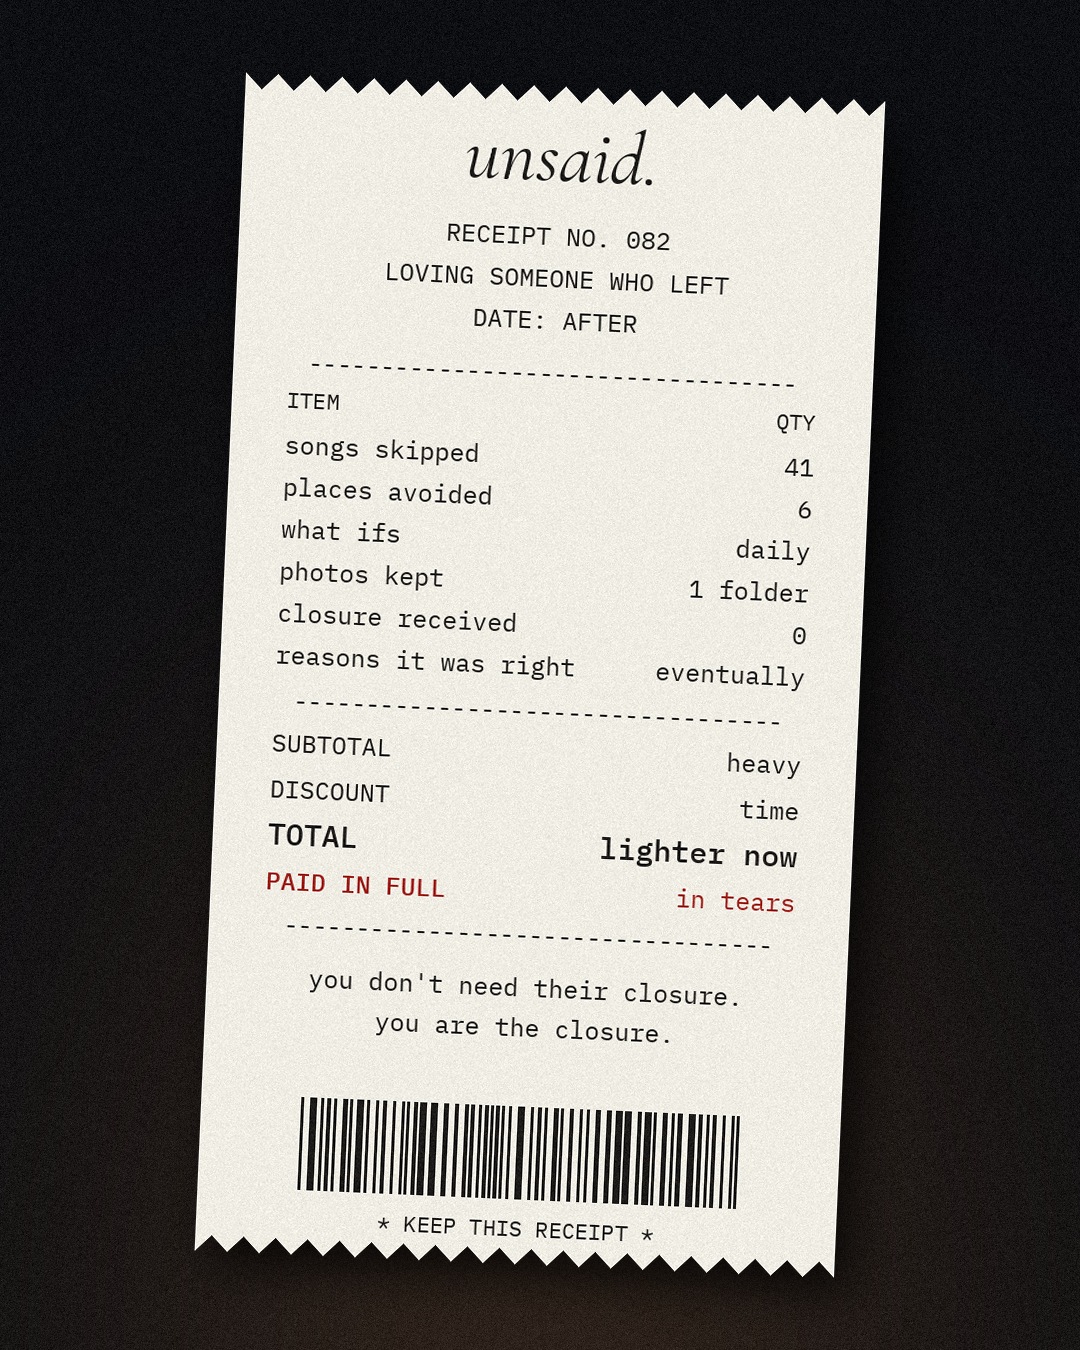 unsaid.
RECEIPT NO. 082
LOVING SOMEONE WHO LEFT
DATE: AFTER
----------------------------------
ITEM QTY
songs skipped 41
places avoided 6
what ifs daily
photos kept 1 folder
closure received 0
reasons it was right eventually
----------------------------------
SUBTOTAL heavy
DISCOUNT time
TOTAL lighter now
PAID IN FULL in tears
----------------------------------
you don't need their closure.
you are the closure.
* KEEP THIS RECEIPT *